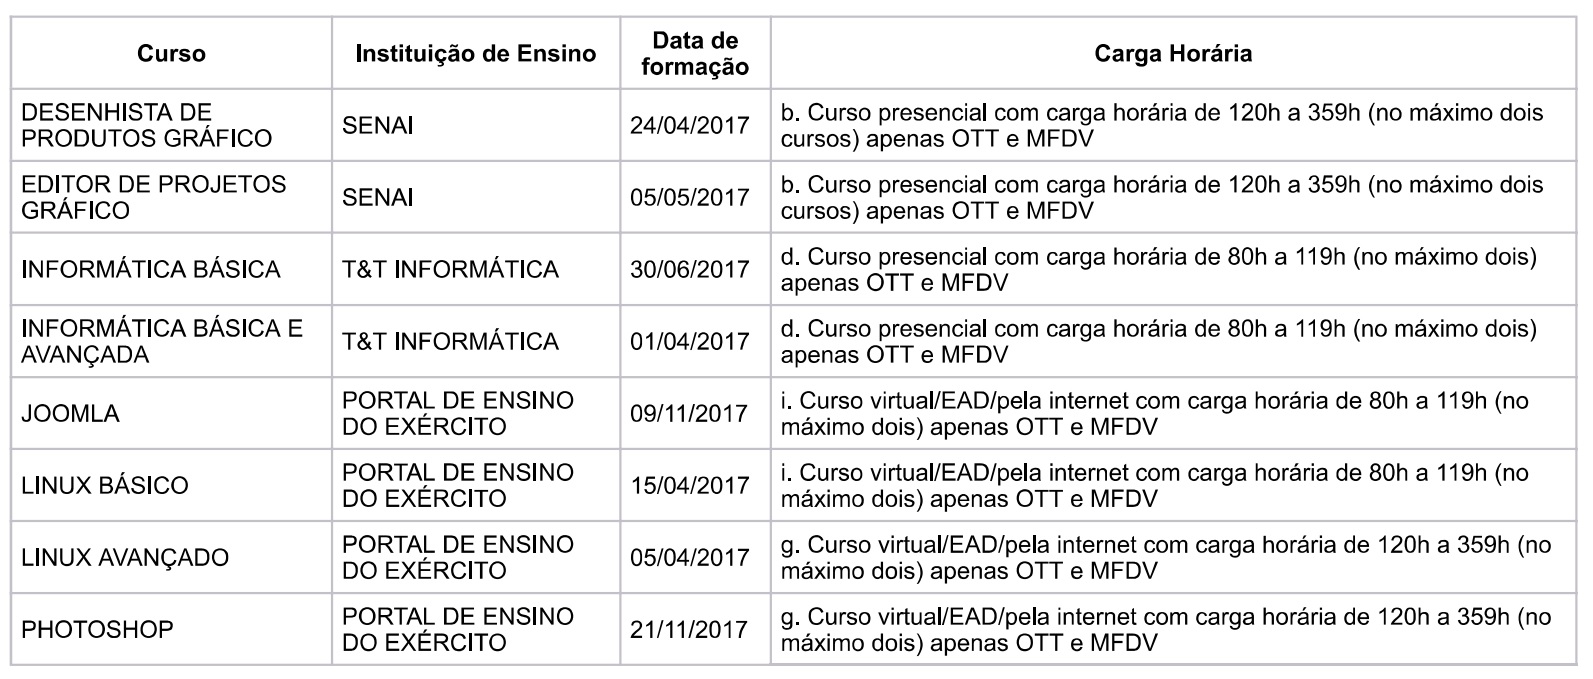 Curso
Instituição de Ensino
Data de
formação
Carga Horária
DESENHISTA DE
PRODUTOS GRÁFICO
SENAI
24/04/2017
b. Curso presencial com carga horária de 120h a 359h (no máximo dois
cursos) apenas OTT e MFDV
EDITOR DE PROJETOS
GRÁFICO
SENAI
05/05/2017
b. Curso presencial com carga horária de 120h a 359h (no máximo dois
cursos) apenas OTT e MFDV
INFORMÁTICA BÁSICA
T&T INFORMÁTICA
30/06/2017
d. Curso presencial com carga horária de 80h a 119h (no máximo dois)
apenas OTT e MFDV
INFORMÁTICA BÁSICA E
AVANÇADA
T&T INFORMÁTICA
01/04/2017
d. Curso presencial com carga horária de 80h a 119h (no máximo dois)
apenas OTT e MFDV
JOOMLA
PORTAL DE ENSINO
DO EXÉRCITO
09/11/2017
i. Curso virtual/EAD/pela internet com carga horária de 80h a 119h (no
máximo dois) apenas OTT e MFDV
LINUX BÁSICO
PORTAL DE ENSINO
DO EXÉRCITO
15/04/2017
i. Curso virtual/EAD/pela internet com carga horária de 80h a 119h (no
máximo dois) apenas OTT e MFDV
LINUX AVANÇADO
PORTAL DE ENSINO
DO EXÉRCITO
05/04/2017
g. Curso virtual/EAD/pela internet com carga horária de 120h a 359h (no
máximo dois) apenas OTT e MFDV
PHOTOSHOP
PORTAL DE ENSINO
DO EXÉRCITO
21/11/2017
g. Curso virtual/EAD/pela internet com carga horária de 120h a 359h (no
máximo dois) apenas OTT e MFDV